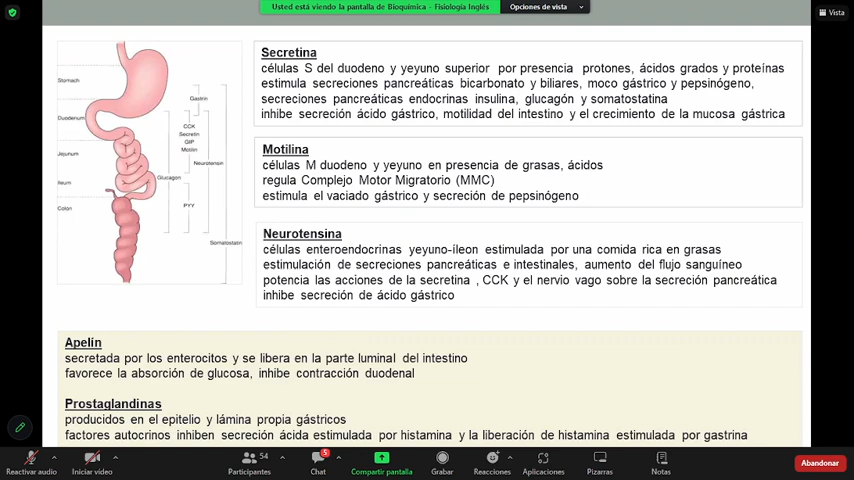 Usted está viendo la pantalla de Bioquímica - Fisiología Inglés
Opciones de vista
Vista
Stomach
Duodenum
Jejunum
Ileum
Colon
Gastrin
CCK
Secretin
GIP
Motilin
Neurotensin
Glucagon
PYY
Somatostatin
Secretina
células S del duodeno y yeyuno superior por presencia protones, ácidos grados y proteínas
estimula secreciones pancreáticas bicarbonato y biliares, moco gástrico y pepsinógeno,
secreciones pancreáticas endocrinas insulina, glucagón y somatostatina
inhibe secreción ácido gástrico, motilidad del intestino y el crecimiento de la mucosa gástrica
Motilina
células M duodeno y yeyuno en presencia de grasas, ácidos
regula Complejo Motor Migratorio (MMC)
estimula el vaciado gástrico y secreción de pepsinógeno
Neurotensina
células enteroendocrinas yeyuno-íleon estimulada por una comida rica en grasas
estimulación de secreciones pancreáticas e intestinales, aumento del flujo sanguíneo
potencia las acciones de la secretina , CCK y el nervio vago sobre la secreción pancreática
inhibe secreción de ácido gástrico
Apelín
secretada por los enterocitos y se libera en la parte luminal del intestino
favorece la absorción de glucosa, inhibe contracción duodenal
Prostaglandinas
producidos en el epitelio y lámina propia gástricos
factores autocrinos inhiben secreción ácida estimulada por histamina y la liberación de histamina estimulada por gastrina
Reactivar audio
Iniciar video
54
Participantes
5
Chat
Compartir pantalla
Grabar
Reacciones
Aplicaciones
Pizarras
Notas
Abandonar